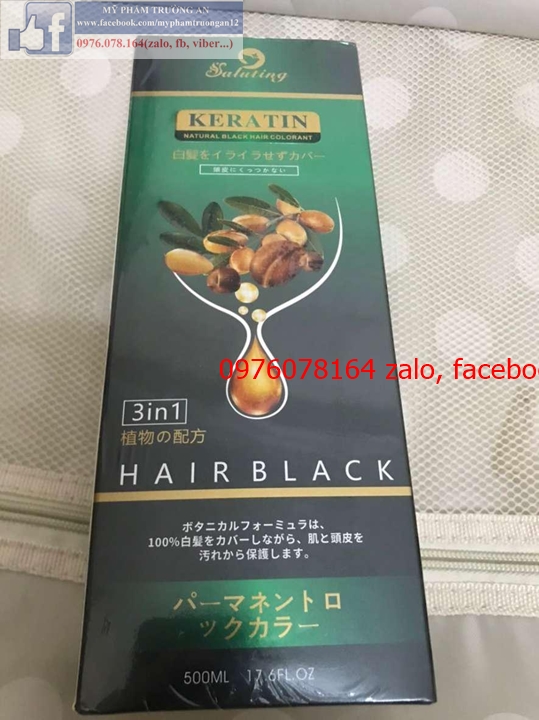 MỸ PHẨM TRƯỜNG AN
www.facebook.com/myphamtruongan12
0976.078.164(zalo, fb, viber...)
Saluting
KERATIN
NATURAL BLACK HAIR COLORANT
白髪をイライラせずカバー
頭皮にくっつかない
0976078164 zalo, facebo
3in1
植物の配方
HAIR BLACK
ボタニカルフォーミュラは、
100%白髪をカバーしながら、肌と頭皮を
汚れから保護します。
パーマネントロ
ックカラー
500ML 17.6FL.OZ